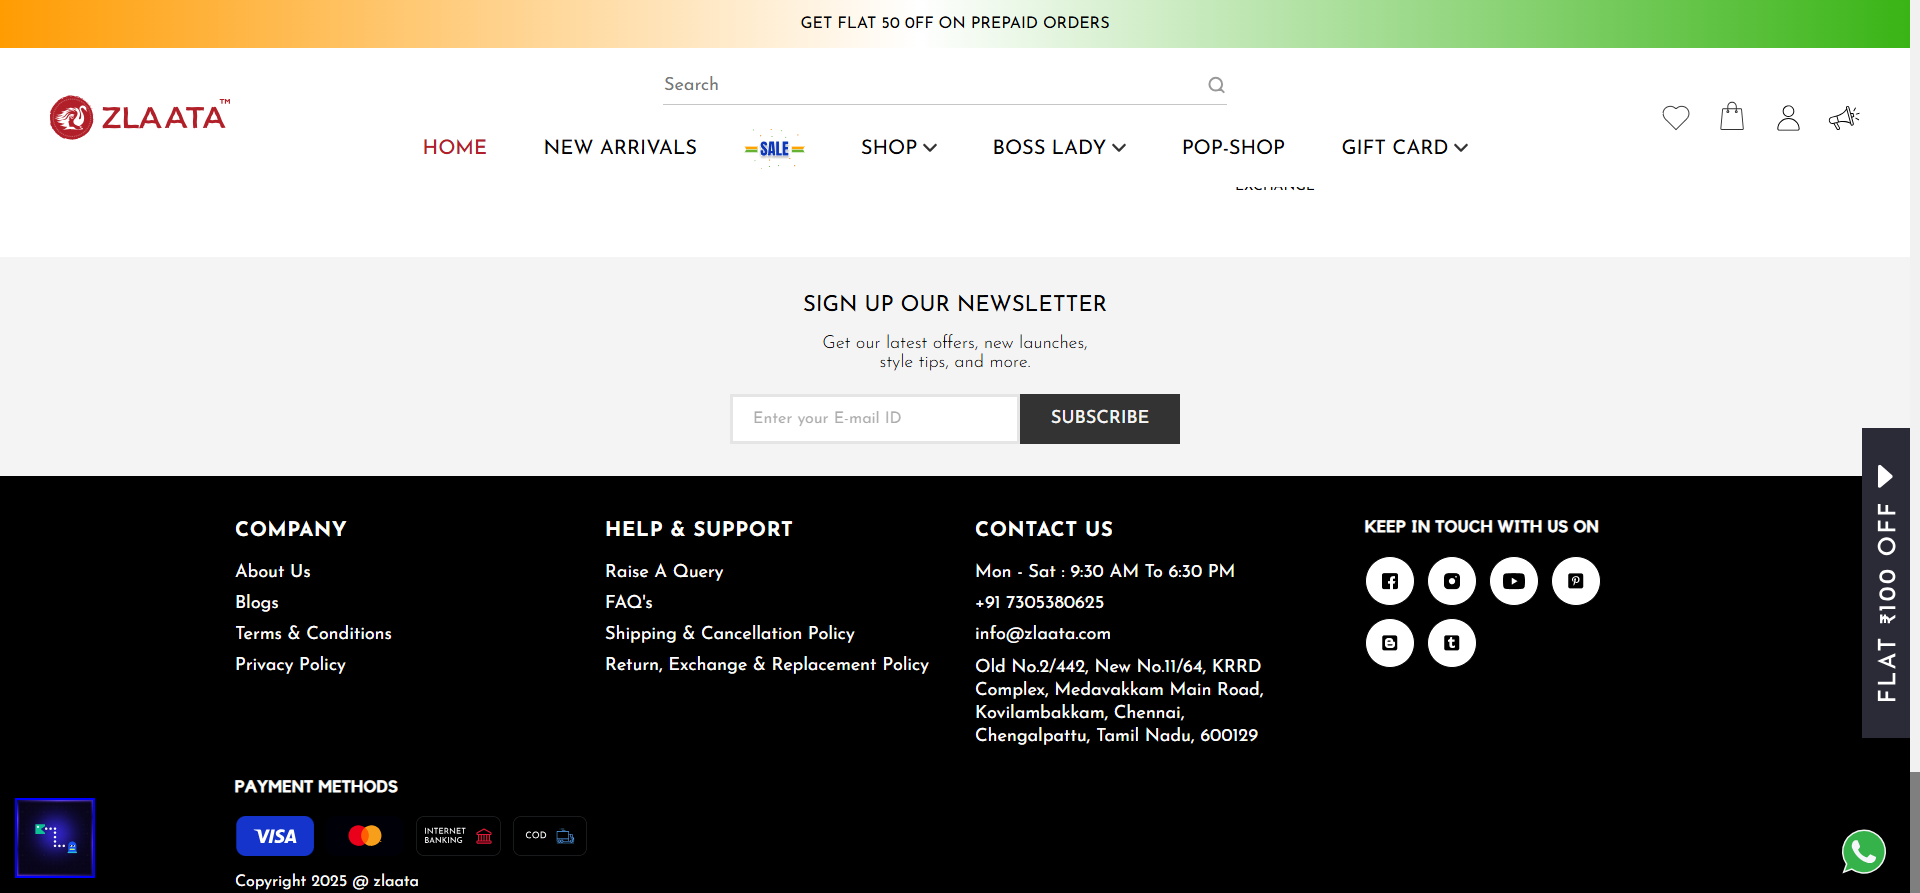 GET FLAT 50 OFF ON PREPAID ORDERS
Search
ZLAATA™
HOME
NEW ARRIVALS
SALE
SHOP
BOSS LADY
POP-SHOP
GIFT CARD
EXCHANGE
SIGN UP OUR NEWSLETTER
Get our latest offers, new launches,
style tips, and more.
Enter your E-mail ID
SUBSCRIBE
FLAT ₹100 OFF
COMPANY
About Us
Blogs
Terms & Conditions
Privacy Policy
HELP & SUPPORT
Raise A Query
FAQ's
Shipping & Cancellation Policy
Return, Exchange & Replacement Policy
CONTACT US
Mon - Sat : 9:30 AM To 6:30 PM
+91 7305380625
info@zlaata.com
Old No.2/442, New No.11/64, KRRD
Complex, Medavakkam Main Road,
Kovilambakkam, Chennai,
Chengalpattu, Tamil Nadu, 600129
KEEP IN TOUCH WITH US ON
PAYMENT METHODS
VISA
INTERNET
BANKING
COD
Copyright 2025 @ zlaata